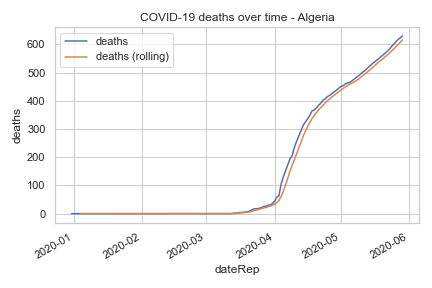 COVID-19 deaths over time - Algeria
deaths
deaths (rolling)
600
500
400
300
200
100
0
deaths
2020-01
2020-02
2020-03
2020-04
2020-05
2020-06
dateRep